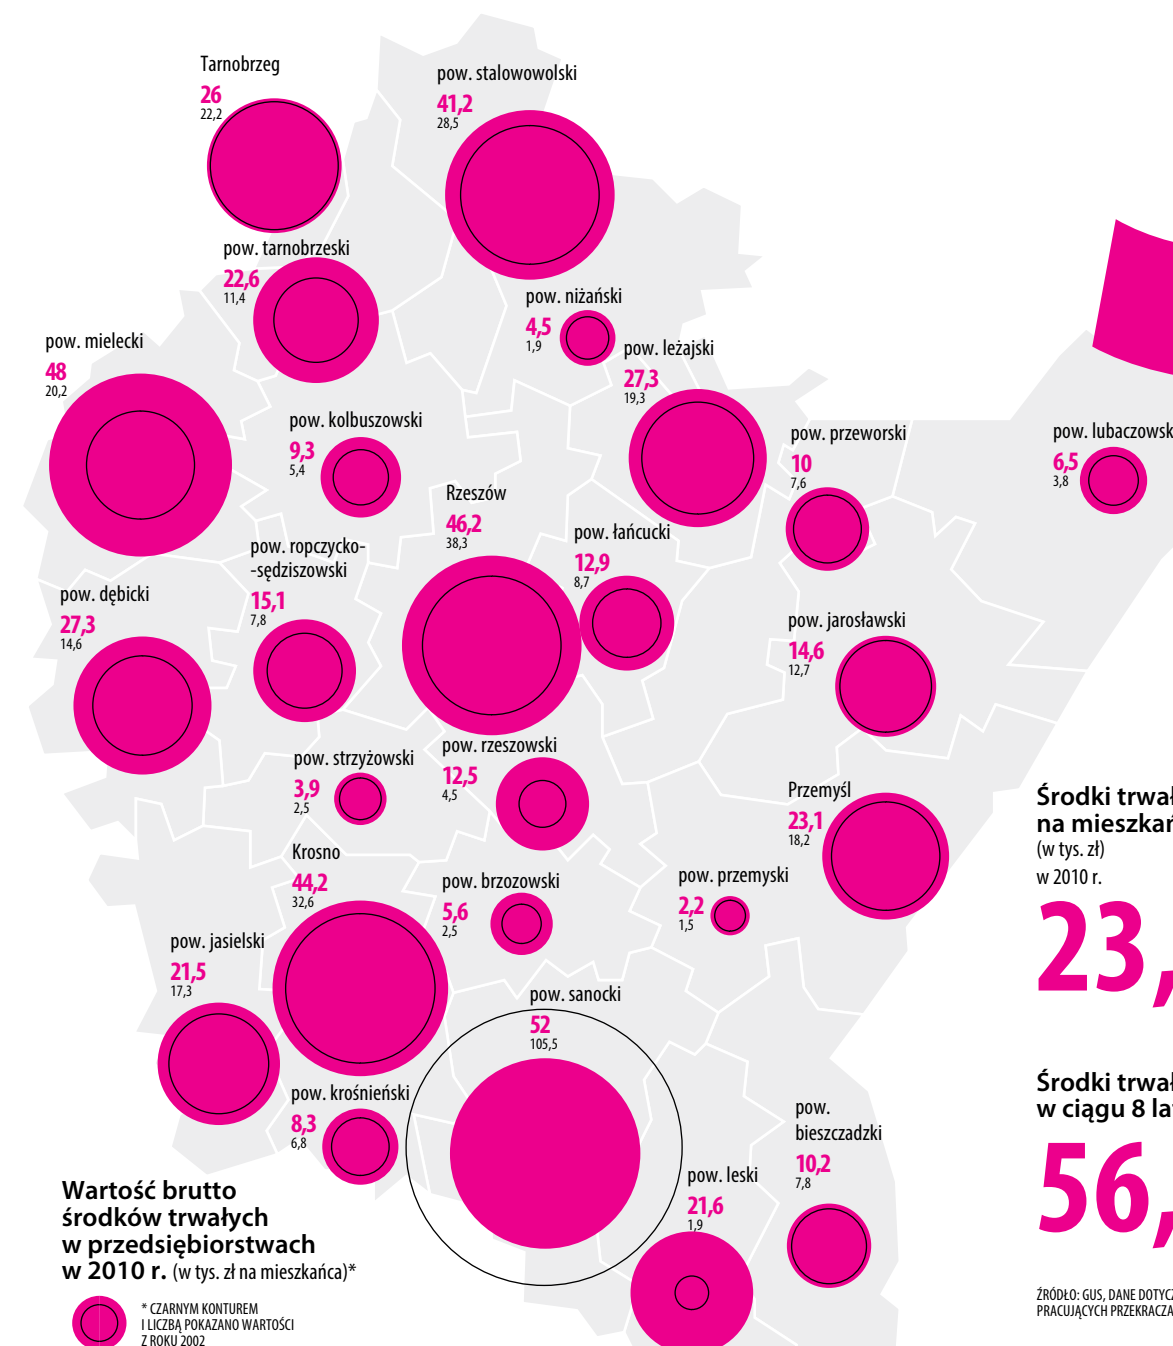 Tarnobrzeg
26
22,2
pow. stalowowolski
41,2
28,5
pow. tarnobrzeski
22,6
11,4
pow. niżański
4,5
1,9
pow. mielecki
48
20,2
pow. leżajski
27,3
19,3
pow. kolbuszowski
9,3
5,4
pow. przeworski
10
7,6
pow. lubaczowsk
6,5
3,8
Rzeszów
46,2
38,3
pow. łańcucki
12,9
8,7
pow. ropczycko-
-sędziszowski
15,1
7,8
pow. dębicki
27,3
14,6
pow. jarosławski
14,6
12,7
pow. strzyżowski
3,9
2,5
pow. rzeszowski
12,5
4,5
Przemyśl
23,1
18,2
Krosno
44,2
32,6
pow. brzozowski
5,6
2,5
pow. przemyski
2,2
1,5
pow. jasielski
21,5
17,3
pow. sanocki
52
105,5
pow. krośnieński
8,3
6,8
pow.
bieszczadzki
10,2
7,8
pow. leski
21,6
1,9
Wartość brutto
środków trwałych
w przedsiębiorstwach
w 2010 r. (w tys. zł na mieszkańca)*
* CZARNYM KONTUREM
I LICZBĄ POKAZANO WARTOŚCI
Z ROKU 2002
Środki trwał
na mieszkań
(w tys. zł)
w 2010 r.
23,
Środki trwał
w ciągu 8 la
56,
ŹRÓDŁO: GUS, DANE DOTYCZ
PRACUJĄCYCH PRZEKRACZA